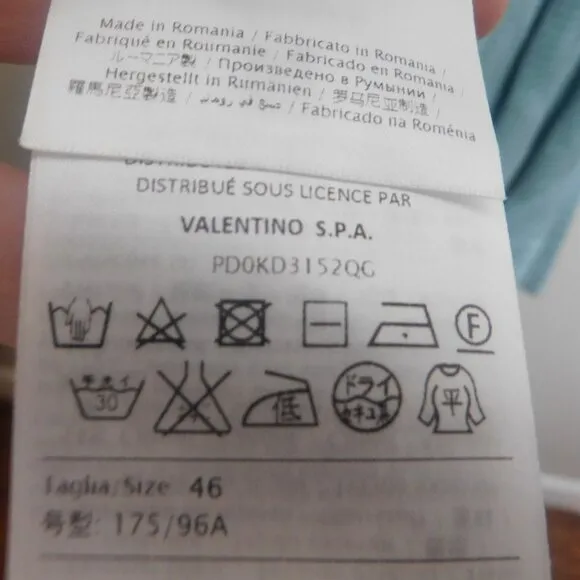 Made in Romania / Fabbricato in Romania /
Fabriqué en Roumanie / Fabricado en Romania /
ルーマニア製 / Произведено в Румынии /
Hergestellt in Rumänien / 罗马尼亚制造 /
羅馬尼亞製造 / / Fabricado na Roménia
DISTRIBUÉ SOUS LICENCE PAR
VALENTINO S.P.A.
PD0KD3152QG
F
手洗イ 30
低
ドライ
平
Taglia/Size 46
号型: 175/96A